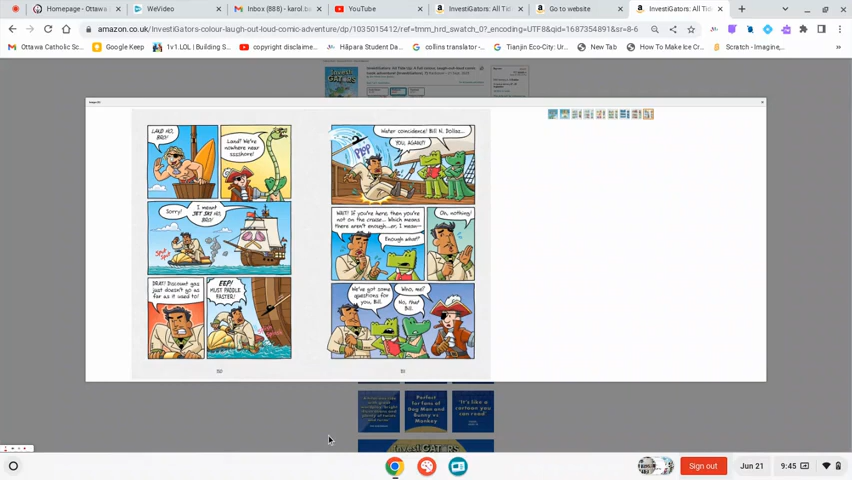 Homepage - Ottawa
WeVideo
Inbox (888) - karol.b
YouTube
InvestiGators: All Ti
Go to website
InvestiGators: All Tid
amazon.co.uk/InvestiGators-colour-laugh-out-loud-comic-adventure/dp/1035015412/ref=tmm_hrd_swatch_0?_encoding=UTF8&qid=1687354891&sr=8-6
Ottawa Catholic Sc...
Google Keep
1v1.LOL | Building S...
copyright disclaime...
Hāpara Student Da...
collins translator -...
Tianjin Eco-City: Ur...
New Tab
How To Make Ice Cr...
Scratch - Imagine,...
LAND HO,
BRO!
Land? We're
nowhere near
ssshore!
Sorry!
I meant
JET SKI HO,
BRO!
DRAT! Discount gas
just doesn't go as
far as it used to!
EEP!
MUST PADDLE
FASTER!
Water coincidence! Bill N. Dollas...
YOU, AGAIN?!
WAIT! If you're here, then you're
not on the cruise... Which means
there aren't enough...er, I mean—
Enough what?
Oh, nothing!
We've got some
questions for
you, Bill.
Who, me?
No, that
Bill.
Perfect
for fans of
Dog Man and
Bunny vs
Monkey
"It's like a
cartoon you
can read"
InvestiGATORS
Sign out
Jun 21
9:45